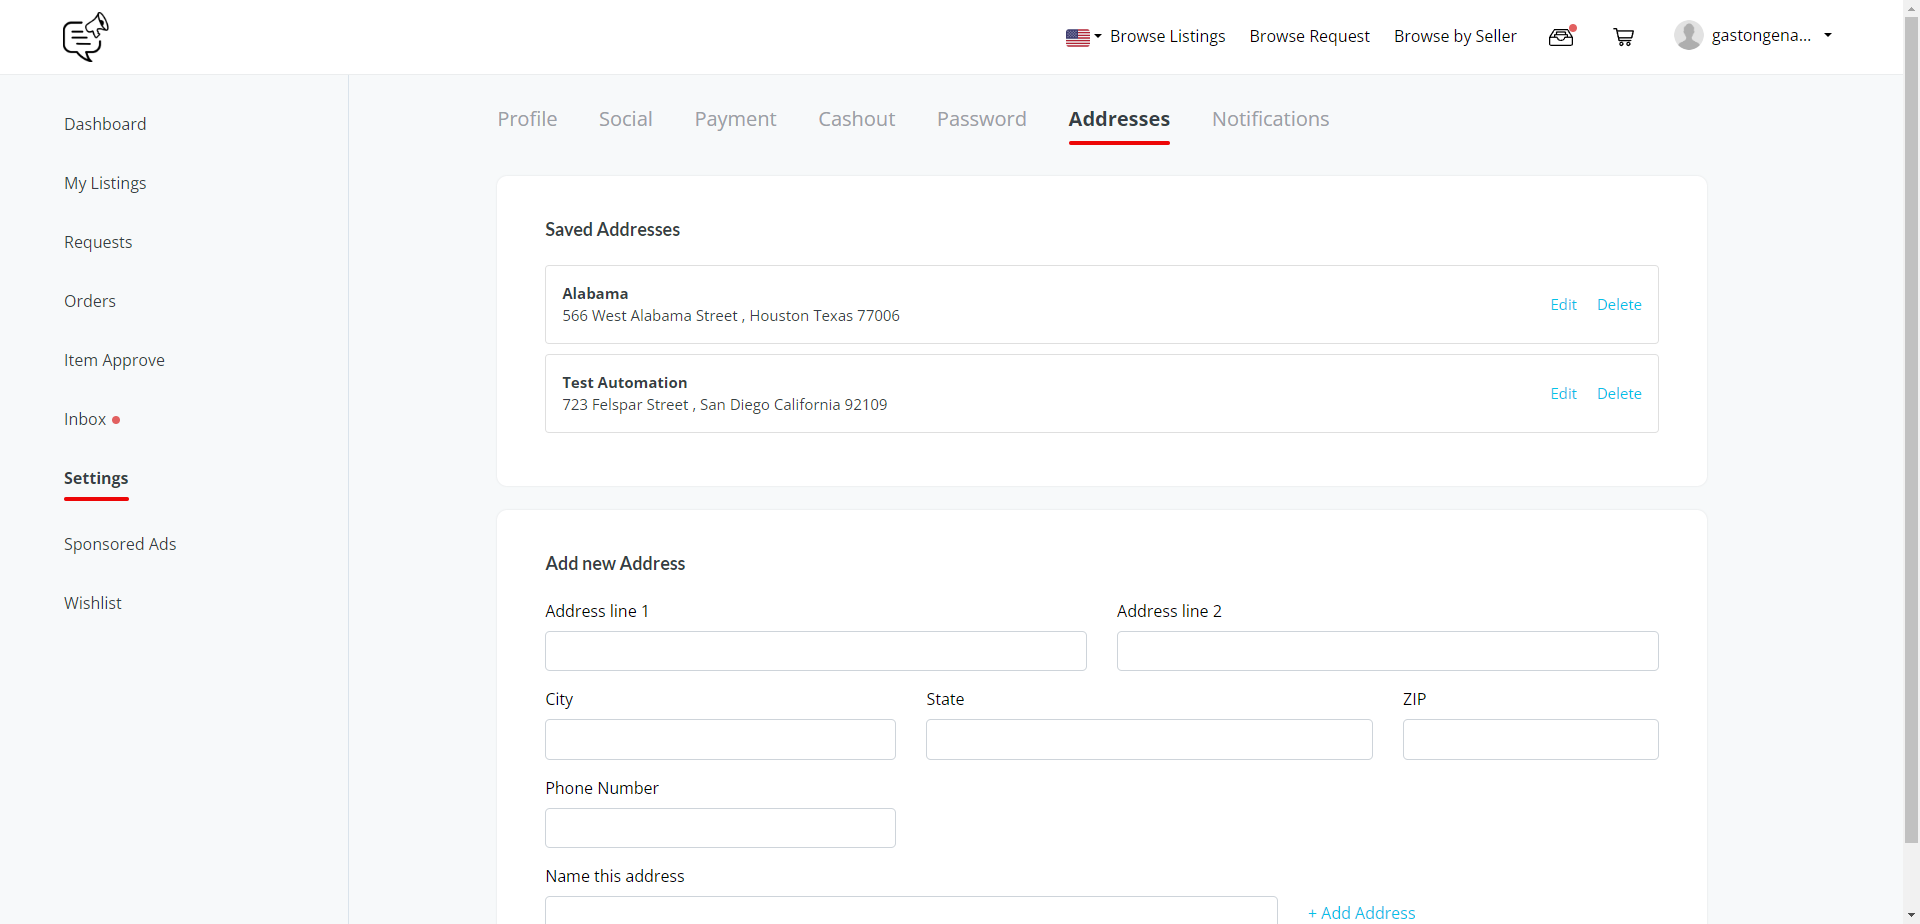 Browse Listings Browse Request Browse by Seller gastongena...
Dashboard
My Listings
Requests
Orders
Item Approve
Inbox
Settings
Sponsored Ads
Wishlist
Profile Social Payment Cashout Password Addresses Notifications
Saved Addresses
Alabama
566 West Alabama Street , Houston Texas 77006
Edit Delete
Test Automation
723 Felspar Street , San Diego California 92109
Edit Delete
Add new Address
Address line 1 Address line 2
City State ZIP
Phone Number
Name this address
+ Add Address